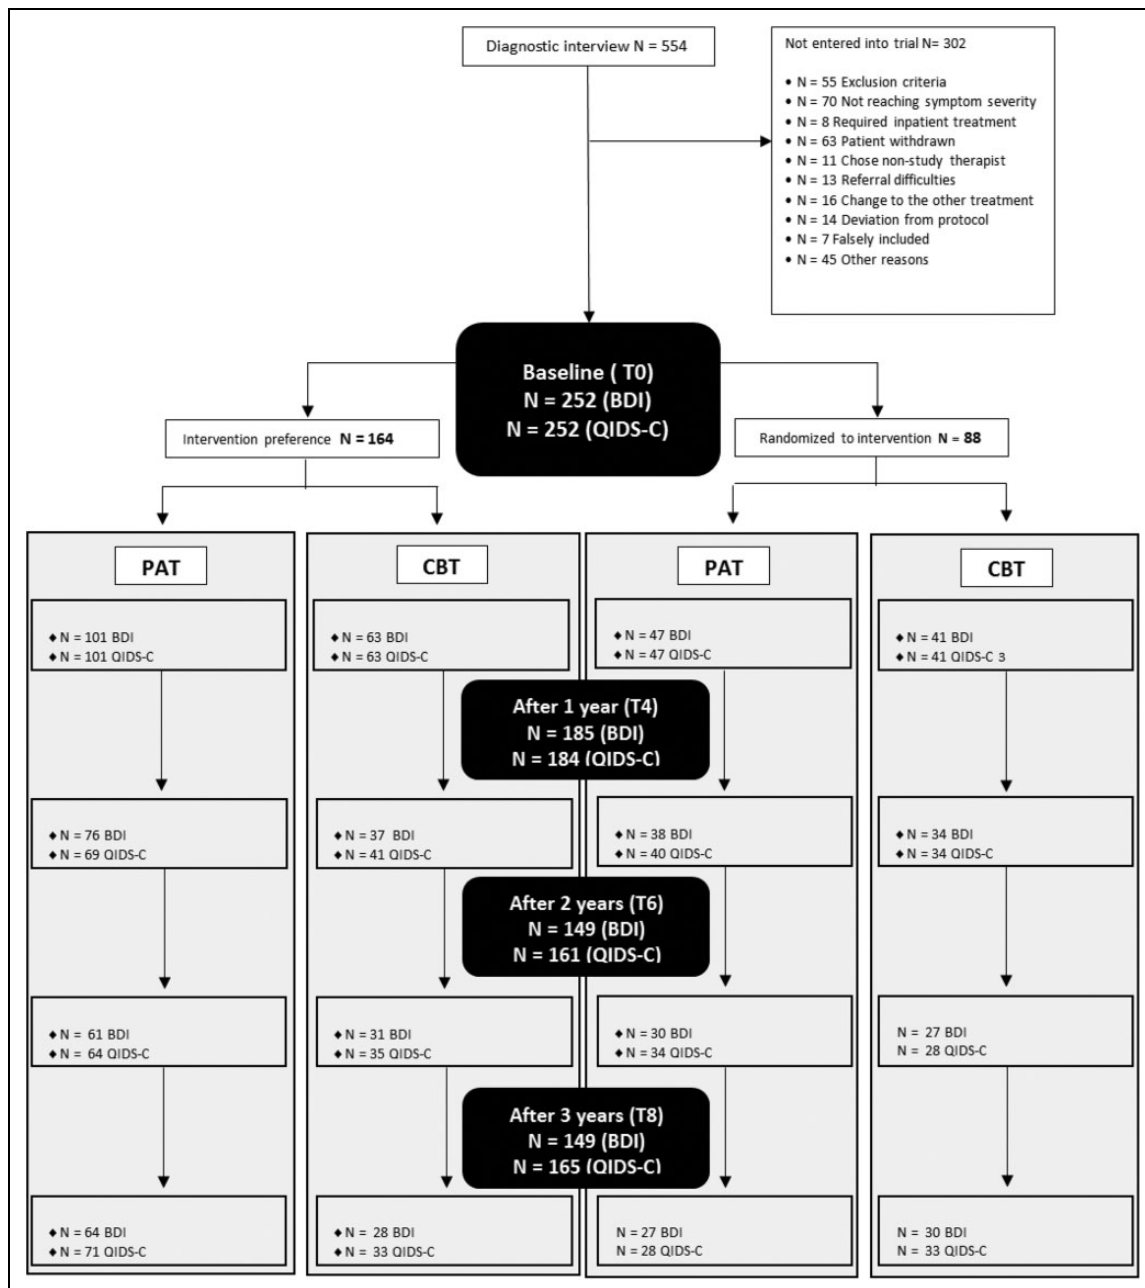 Diagnostic interview N = 554
Not entered into trial N= 302
• N = 55 Exclusion criteria
• N = 70 Not reaching symptom severity
• N = 8 Required inpatient treatment
• N = 63 Patient withdrawn
• N = 11 Chose non-study therapist
• N = 13 Referral difficulties
• N = 16 Change to the other treatment
• N = 14 Deviation from protocol
• N = 7 Falsely included
• N = 45 Other reasons
Baseline ( T0)
N = 252 (BDI)
N = 252 (QIDS-C)
Intervention preference N = 164
Randomized to intervention N = 88
PAT
CBT
PAT
CBT
◆ N = 101 BDI
◆ N = 101 QIDS-C
◆ N = 63 BDI
◆ N = 63 QIDS-C
◆ N = 47 BDI
◆ N = 47 QIDS-C
◆ N = 41 BDI
◆ N = 41 QIDS-C 3
After 1 year (T4)
N = 185 (BDI)
N = 184 (QIDS-C)
◆ N = 76 BDI
◆ N = 69 QIDS-C
◆ N = 37 BDI
◆ N = 41 QIDS-C
◆ N = 38 BDI
◆ N = 40 QIDS-C
◆ N = 34 BDI
◆ N = 34 QIDS-C
After 2 years (T6)
N = 149 (BDI)
N = 161 (QIDS-C)
◆ N = 61 BDI
◆ N = 64 QIDS-C
◆ N = 31 BDI
◆ N = 35 QIDS-C
◆ N = 30 BDI
◆ N = 34 QIDS-C
N = 27 BDI
N = 28 QIDS-C
After 3 years (T8)
N = 149 (BDI)
N = 165 (QIDS-C)
◆ N = 64 BDI
◆ N = 71 QIDS-C
◆ N = 28 BDI
◆ N = 33 QIDS-C
N = 27 BDI
N = 28 QIDS-C
N = 30 BDI
N = 33 QIDS-C